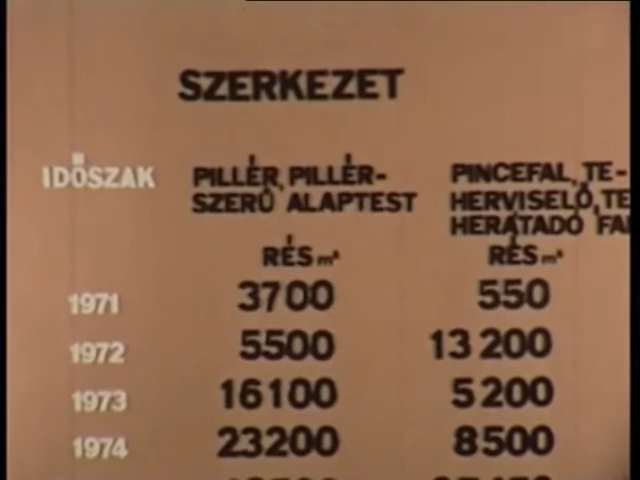 SZERKEZET
IDŐSZAK
PILLÉR, PILLÉR-
SZERŰ ALAPTEST
PINCEFAL, TE-
HERVISELŐ, TE
HERÁTADÓ FAL
RÉS m² RÉS m²
1971 3700 550
1972 5500 13 200
1973 16100 5200
1974 23200 8500